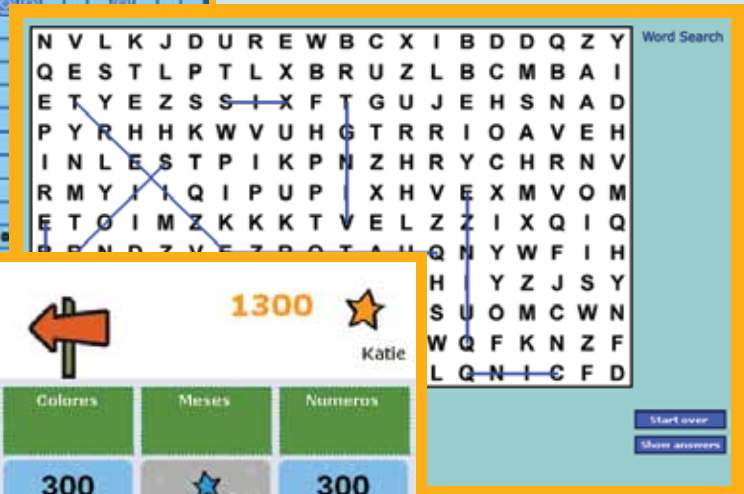 Word Search
N V L K J D U R E W B C X I B D D Q Z Y
Q E S T L P T L X B R U Z L B C M B A I
E T Y E Z S S I X F T G U J E H S N A D
P Y R H H K W V U H G T R R I O A V E H
I N L E S T P I K P N Z H R Y C H R N V
R M Y I I Q I P U P I X H V E X M V O M
E T O I M Z K K K T V E L Z Z I X Q I Q
Q N Y W F I H
H I Y Z J S Y
S U O M C W N
W Q F K N Z F
L Q N I C F D
Start over
Show answers
1300
Katie
Colores Meses Numeros
300 300